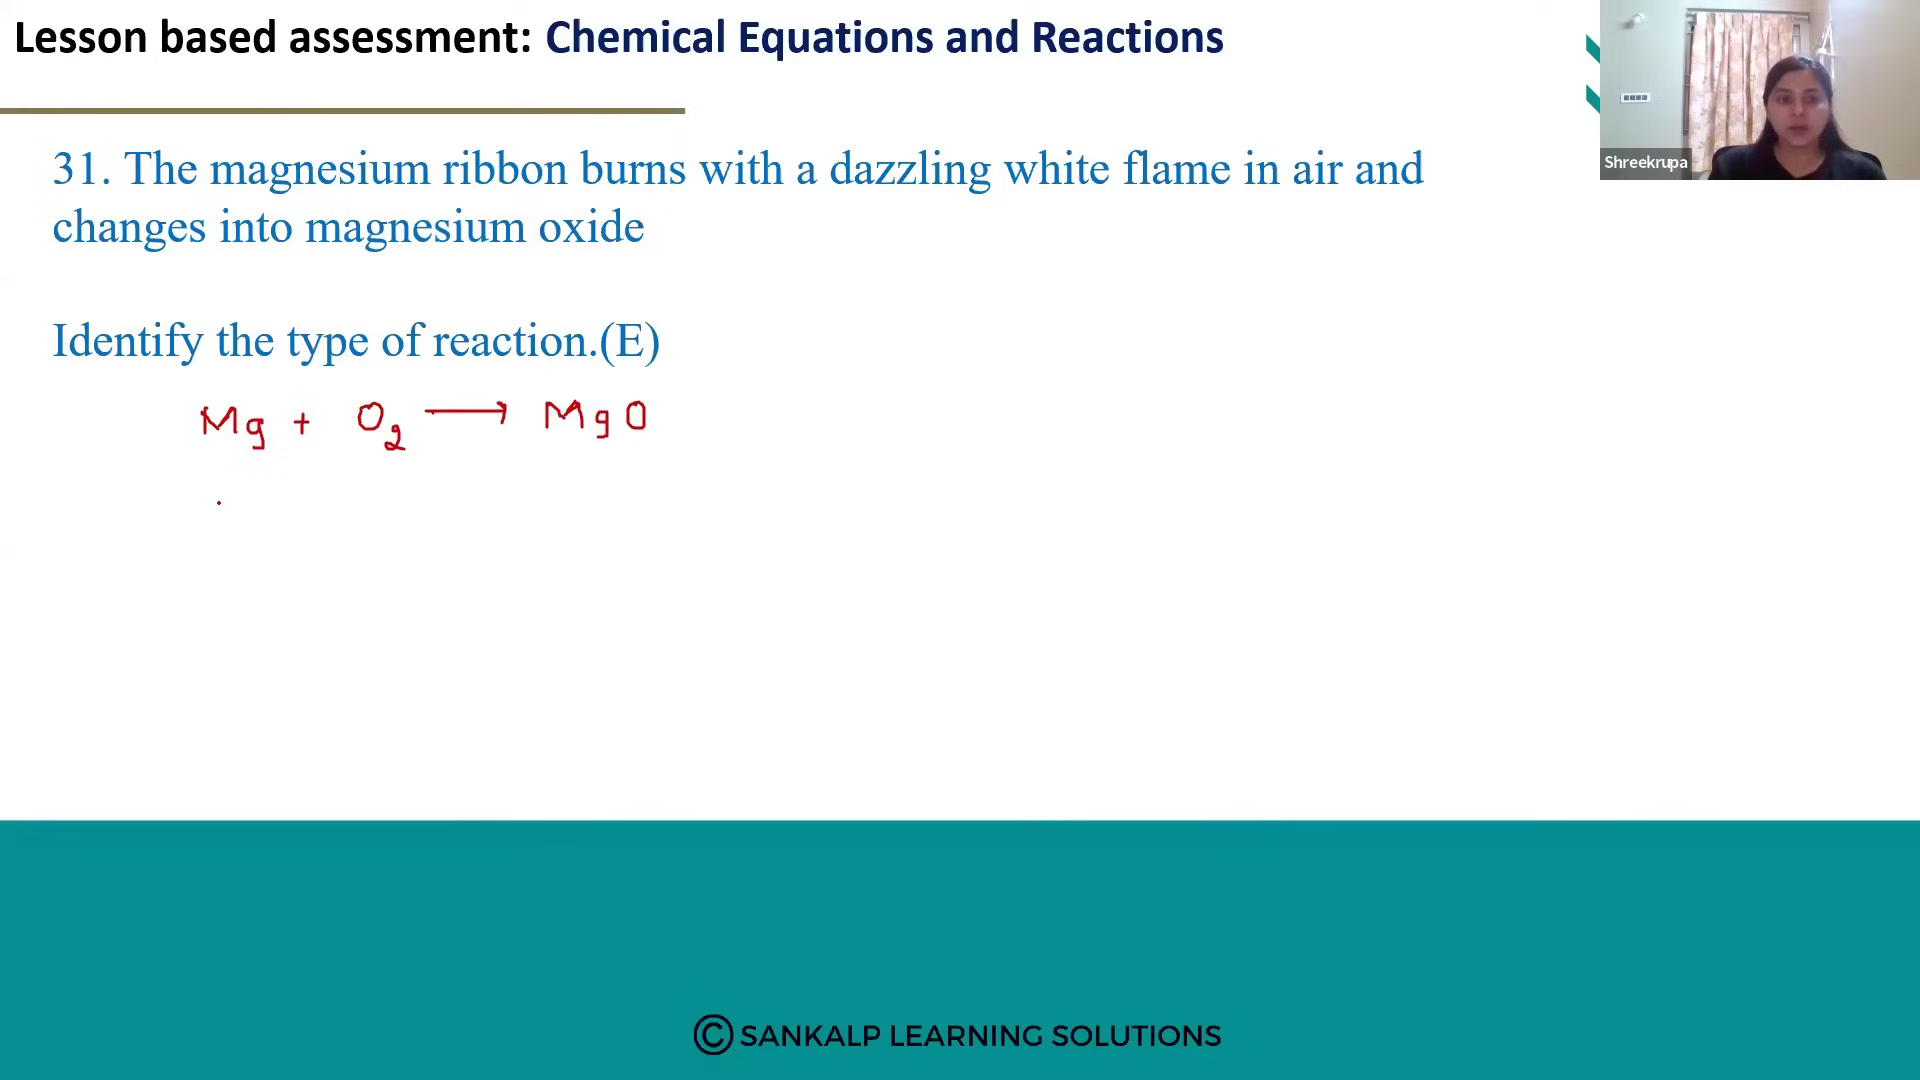 Lesson based assessment: Chemical Equations and Reactions
Shreekrupa
31. The magnesium ribbon burns with a dazzling white flame in air and
changes into magnesium oxide
Identify the type of reaction.(E)
Mg + O₂ ⟶ MgO
© SANKALP LEARNING SOLUTIONS